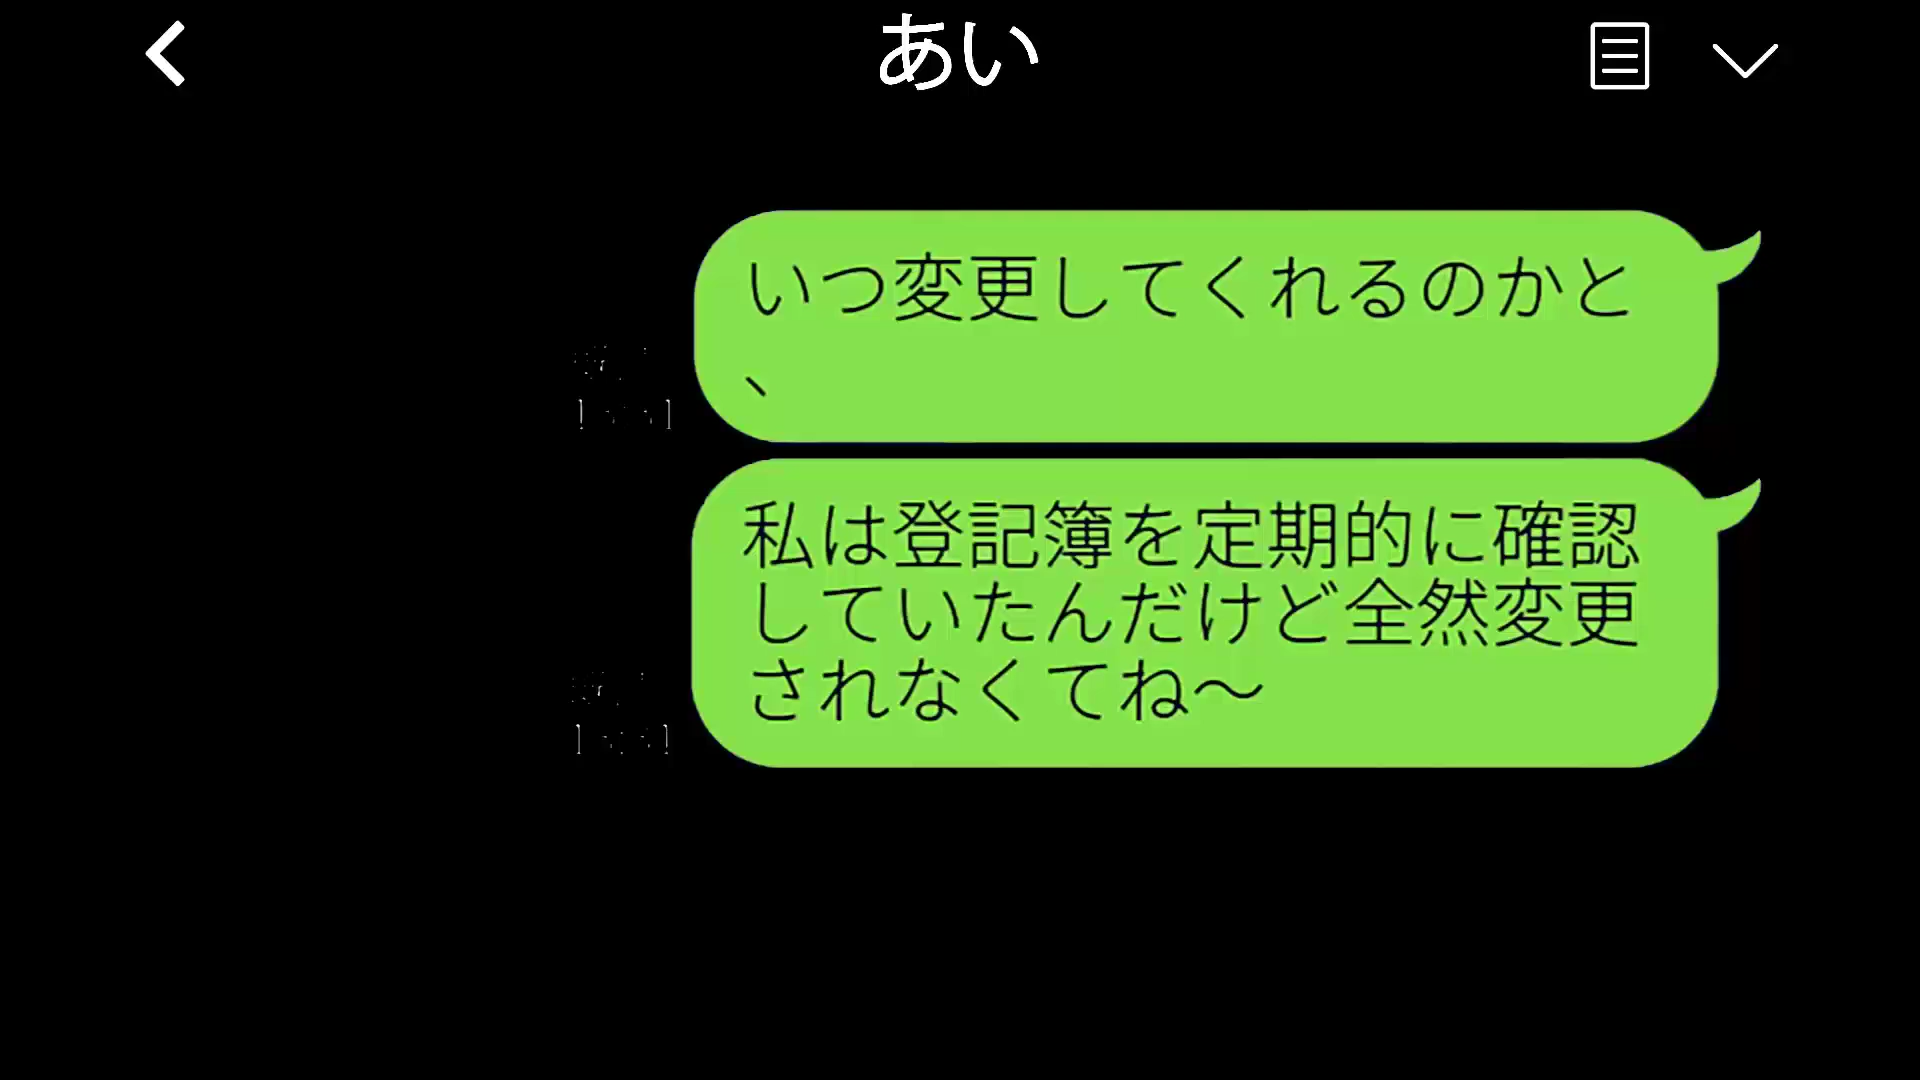 あい
いつ変更してくれるのかと
、
私は登記簿を定期的に確認
していたんだけど全然変更
されなくてね〜